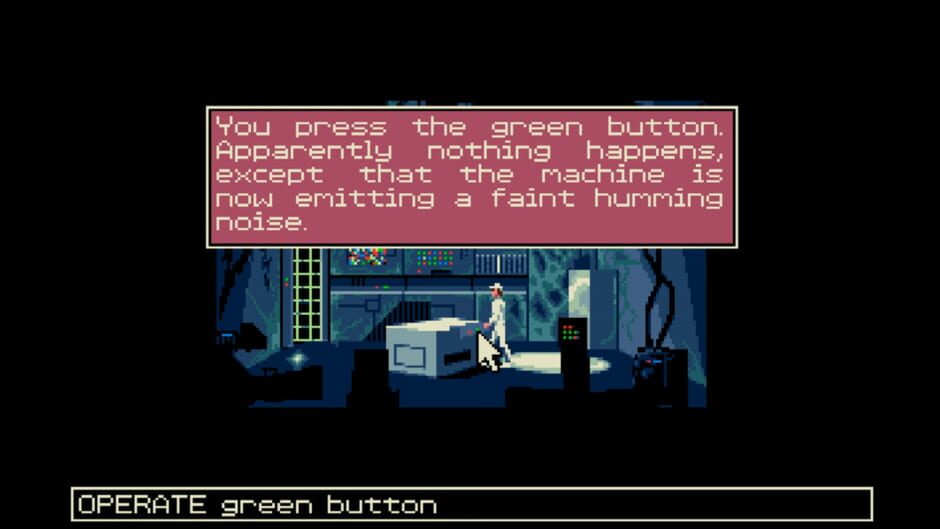 You press the green button.
Apparently nothing happens,
except that the machine is
now emitting a faint humming
noise.
OPERATE green button